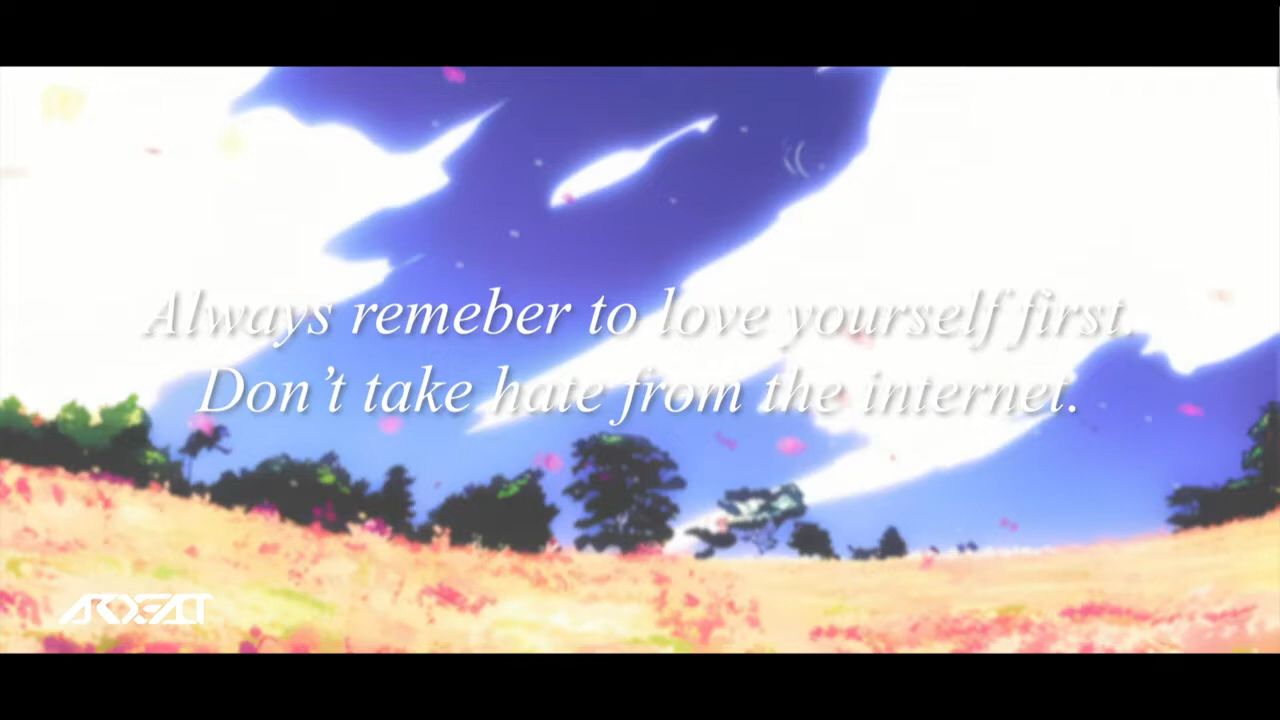 Always remeber to love yourself first.
Don’t take hate from the internet.